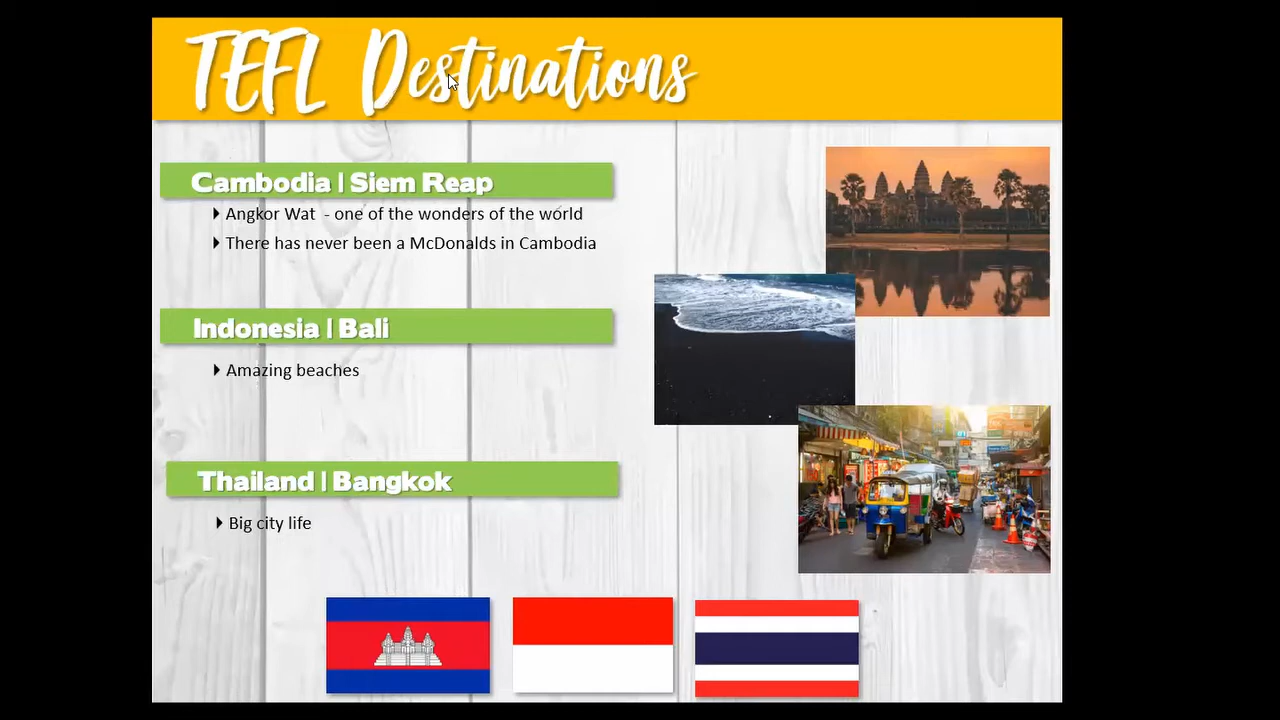 TEFL Destinations
Cambodia | Siem Reap
Angkor Wat - one of the wonders of the world
There has never been a McDonalds in Cambodia
Indonesia | Bali
Amazing beaches
Thailand | Bangkok
Big city life